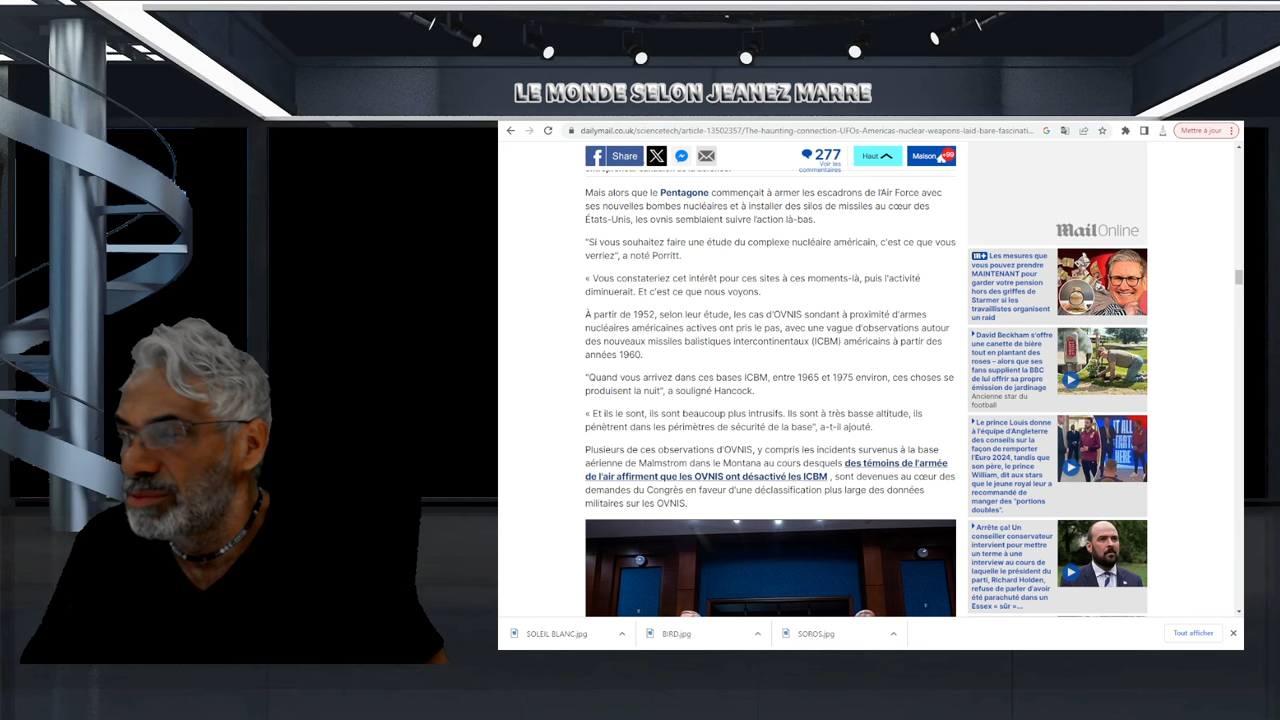 LE MONDE SELON JEANEZ MARRE
dailymail.co.uk/sciencetech/article-13502357/The-haunting-connection-UFOs-Americas-nuclear-weapons-laid-bare-fascinati...
Mettre à jour
Share
277
Voir les
commentaires
Haut
Maison
+99
Mais alors que le Pentagone commençait à armer les escadrons de l'Air Force avec
ses nouvelles bombes nucléaires et à installer des silos de missiles au cœur des
États-Unis, les ovnis semblaient suivre l'action là-bas.
"Si vous souhaitez faire une étude du complexe nucléaire américain, c'est ce que vous
verriez", a noté Porritt.
« Vous constateriez cet intérêt pour ces sites à ces moments-là, puis l'activité
diminuerait. Et c'est ce que nous voyons.
À partir de 1952, selon leur étude, les cas d'OVNIS sondant à proximité d'armes
nucléaires américaines actives ont pris le pas, avec une vague d'observations autour
des nouveaux missiles balistiques intercontinentaux (ICBM) américains à partir des
années 1960.
"Quand vous arrivez dans ces bases ICBM, entre 1965 et 1975 environ, ces choses se
produisent la nuit", a souligné Hancock.
« Et ils le sont, ils sont beaucoup plus intrusifs. Ils sont à très basse altitude, ils
pénètrent dans les périmètres de sécurité de la base", a-t-il ajouté.
Plusieurs de ces observations d'OVNIS, y compris les incidents survenus à la base
aérienne de Malmstrom dans le Montana au cours desquels des témoins de l'armée
de l'air affirment que les OVNIS ont désactivé les ICBM , sont devenues au cœur des
demandes du Congrès en faveur d'une déclassification plus large des données
militaires sur les OVNIS.
Mail Online
Les mesures que
vous pouvez prendre
MAINTENANT pour
garder votre pension
hors des griffes de
Starmer si les
travaillistes organisent
un raid
David Beckham s'offre
une canette de bière
tout en plantant des
roses – alors que ses
fans supplient la BBC
de lui offrir sa propre
émission de jardinage
Ancienne star du
football
Le prince Louis donne
à l'équipe d'Angleterre
des conseils sur la
façon de remporter
l'Euro 2024, tandis que
son père, le prince
William, dit aux stars
que le jeune royal leur a
recommandé de
manger des "portions
doubles".
Arrête ça! Un
conseiller conservateur
intervient pour mettre
un terme à une
interview au cours de
laquelle le président du
parti, Richard Holden,
refuse de parler d'avoir
été parachuté dans un
Essex « sûr »...
SOLEIL BLANC.jpg
BIRD.jpg
SOROS.jpg
Tout afficher